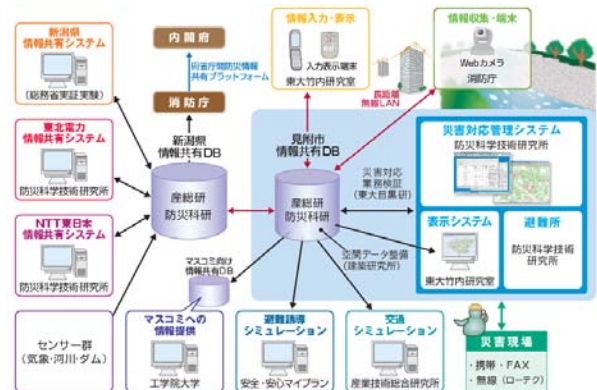 新潟県
情報共有システム
(総務省実証実験)
東北電力
情報共有システム
防災科学技術研究所
NTT東日本
情報共有システム
防災科学技術研究所
センサー群
(気象・河川・ダム)
内閣府
府省庁間防災情報
共有プラットフォーム
消防庁
新潟県
情報共有DB
産総研
防災科研
見附市
情報共有DB
産総研
防災科研
情報入力・表示
入力表示端末
東大竹内研究室
長距離
無線LAN
情報収集・端末
Webカメラ
消防庁
災害対応管理システム
防災科学技術研究所
災害対応
業務検証
(東大目黒研)
表示システム
東大竹内研究室
避難所
防災科学技術
研究所
空間データ整備
(建築研究所)
マスコミ向け
情報共有DB
マスコミへの
情報提供
工学院大学
避難誘導
シミュレーション
安全・安心マイプラン
交通
シミュレーション
産業技術総合研究所
災害現場
・携帯・FAX
・無線(ローテク)